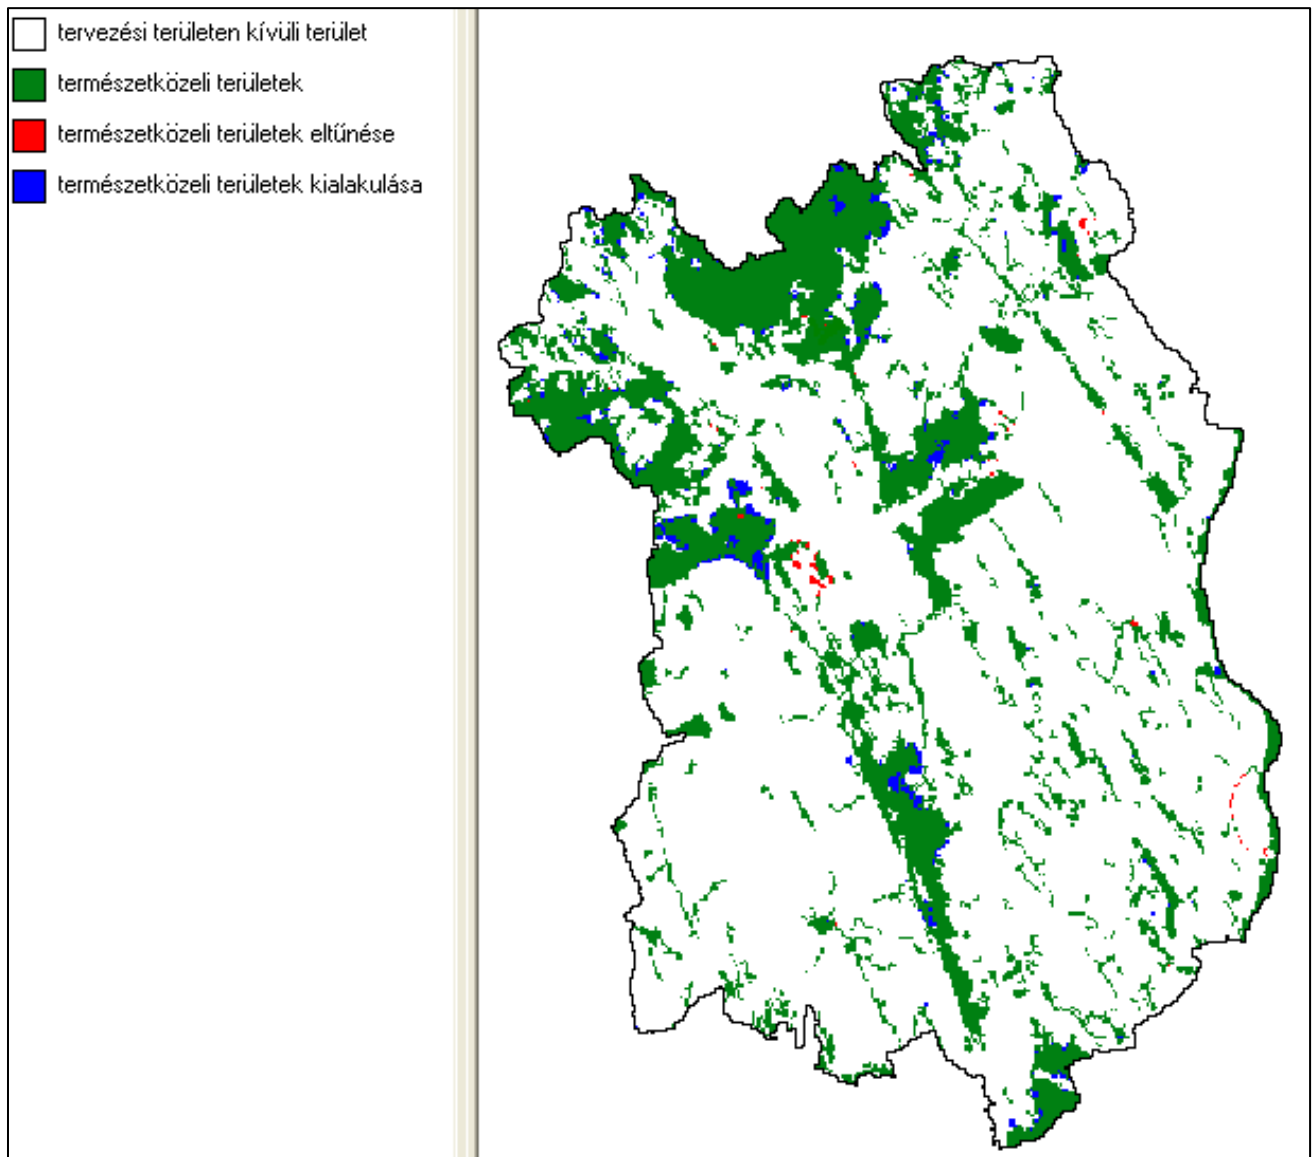 tervezési területen kívüli terület
természetközeli területek
természetközeli területek eltűnése
természetközeli területek kialakulása